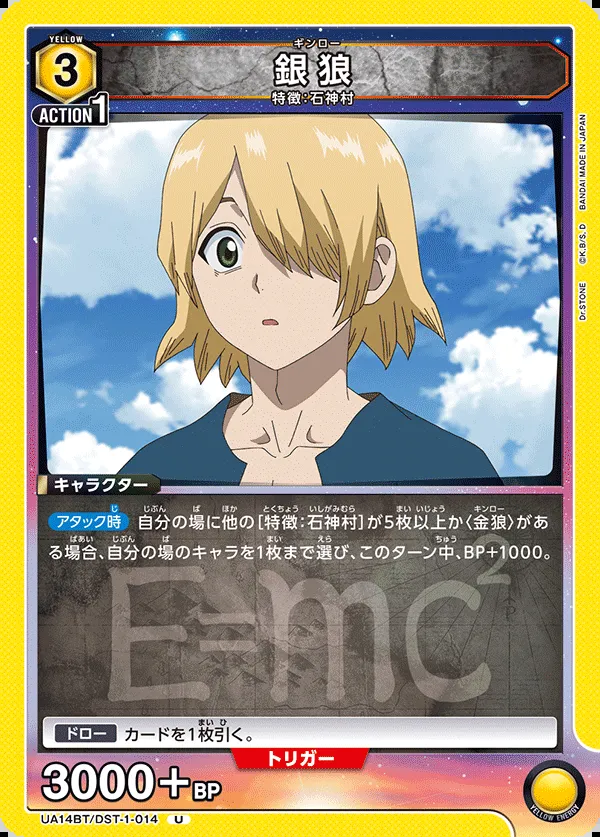 YELLOW
3
ACTION 1
ギンロー
銀狼
特徴:石神村
BANDAI MADE IN JAPAN
©K.B/S. D
Dr.STONE
キャラクター
アタック時 自分の場に他の[特徴:石神村]が5枚以上か〈金狼〉があ
る場合、自分の場のキャラを1枚まで選び、このターン中、BP+1000。
E=mc²
ドロー カードを1枚引く。
トリガー
3000+BP
YELLOW ENERGY
UA14BT/DST-1-014 U